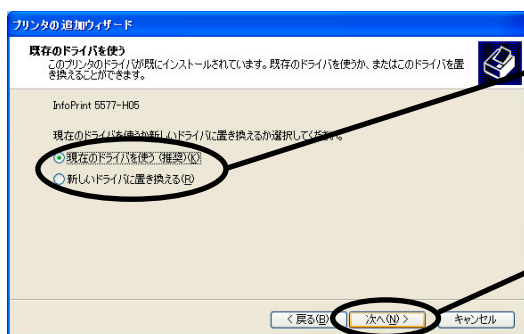 プリンタの追加ウィザード
既存のドライバを使う
このプリンタのドライバが既にインストールされています。既存のドライバを使うか、またはこのドライバを置
き換えることができます。
InfoPrint 5577-H05
現在のドライバを使うか新しいドライバに置き換えるか選択してください。
現在のドライバを使う (推奨)(K)
新しいドライバに置き換える(R)
< 戻る(B)
次へ(N) >
キャンセル